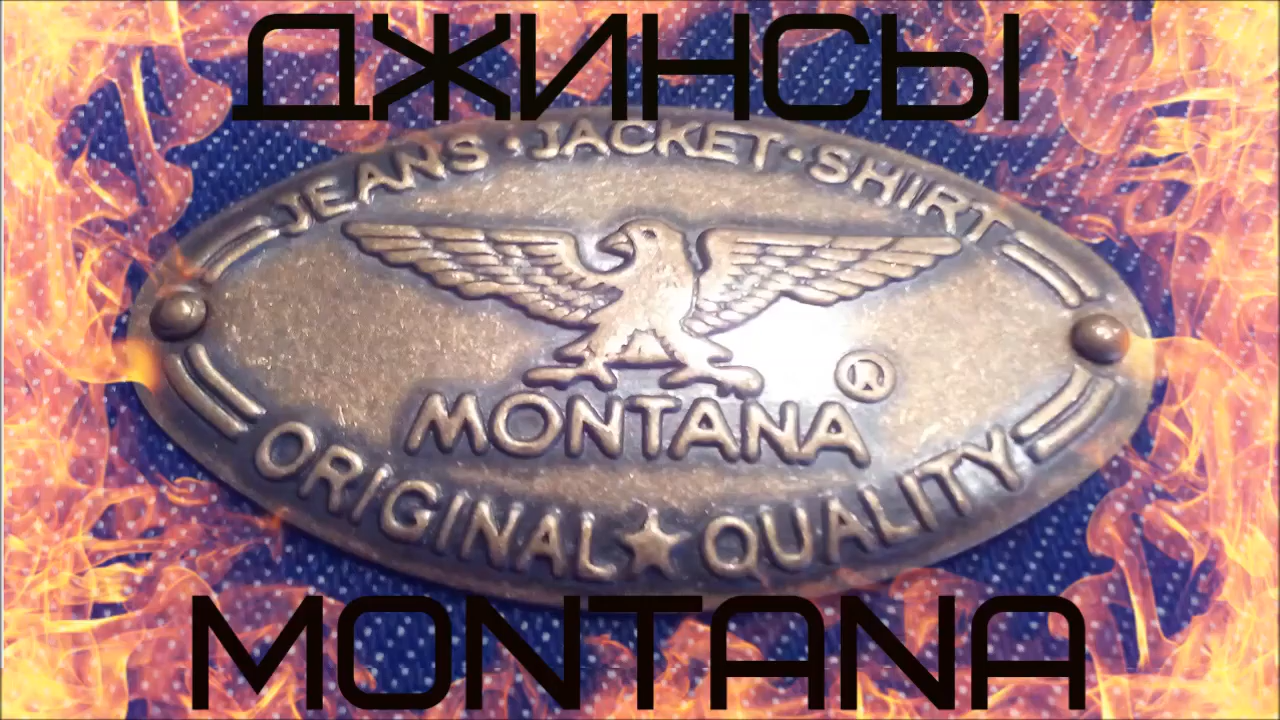 ДЖИНСЫ
JEANS · JACKET · SHIRT
MONTANA ®
ORIGINAL ★ QUALITY
MONTANA